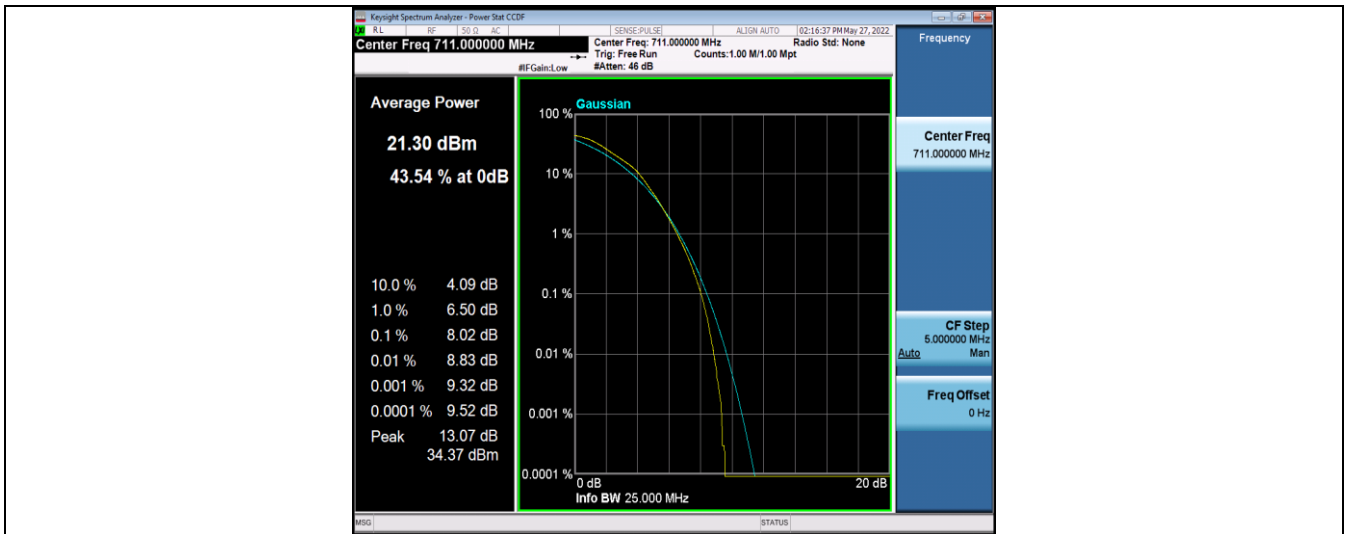 Keysight Spectrum Analyzer - Power Stat CCDF
RL RF 50 Ω AC SENSE:PULSE ALIGN AUTO 02:16:37 PM May 27, 2022
Center Freq 711.000000 MHz
Center Freq: 711.000000 MHz Radio Std: None
Trig: Free Run Counts:1.00 M/1.00 Mpt
#IFGain:Low #Atten: 46 dB
Frequency
Average Power
21.30 dBm
43.54 % at 0dB
10.0 % 4.09 dB
1.0 % 6.50 dB
0.1 % 8.02 dB
0.01 % 8.83 dB
0.001 % 9.32 dB
0.0001 % 9.52 dB
Peak 13.07 dB
34.37 dBm
Gaussian
100 %
10 %
1 %
0.1 %
0.01 %
0.001 %
0.0001 %
0 dB 20 dB
Info BW 25.000 MHz
Center Freq
711.000000 MHz
CF Step
5.000000 MHz
Auto Man
Freq Offset
0 Hz
MSG STATUS